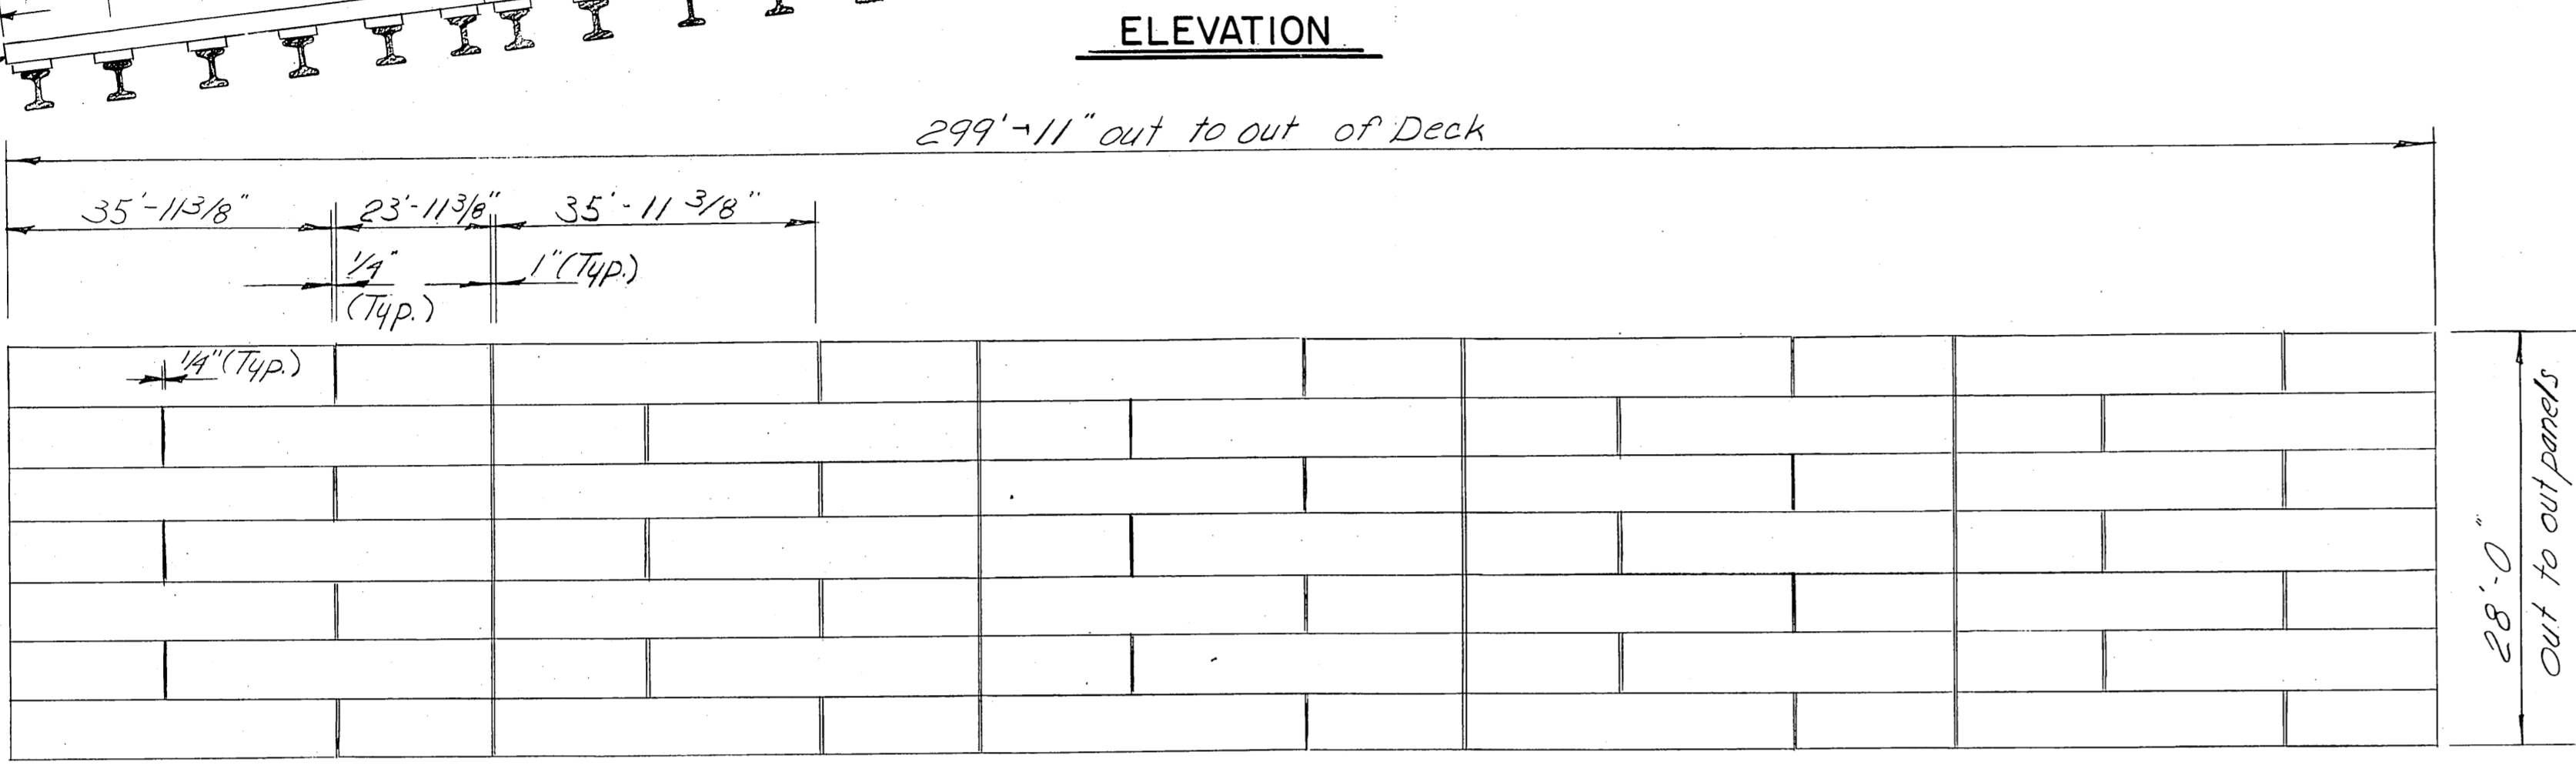 ELEVATION
299'-11" out to out of Deck
35'-11 3/8" 23'-11 3/8" 35'-11 3/8"
1/4" 1" (Typ.)
(Typ.)
1/4" (Typ.)
28'-0"
out to out panels